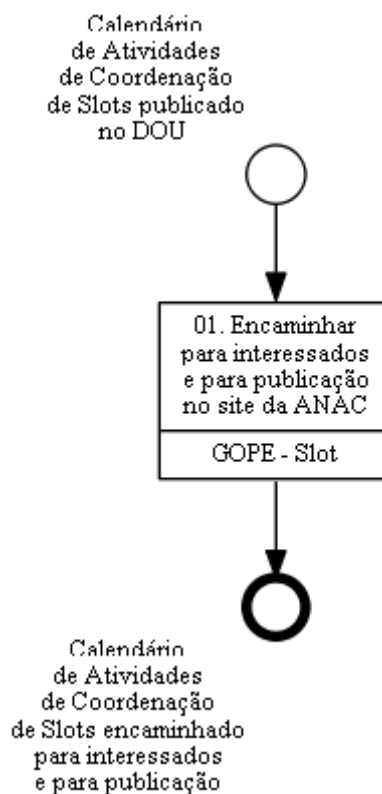 Calendário
de Atividades
de Coordenação
de Slots publicado
no DOU
01. Encaminhar
para interessados
e para publicação
no site da ANAC
GOPE - Slot
Calendário
de Atividades
de Coordenação
de Slots encaminhado
para interessados
e para publicação